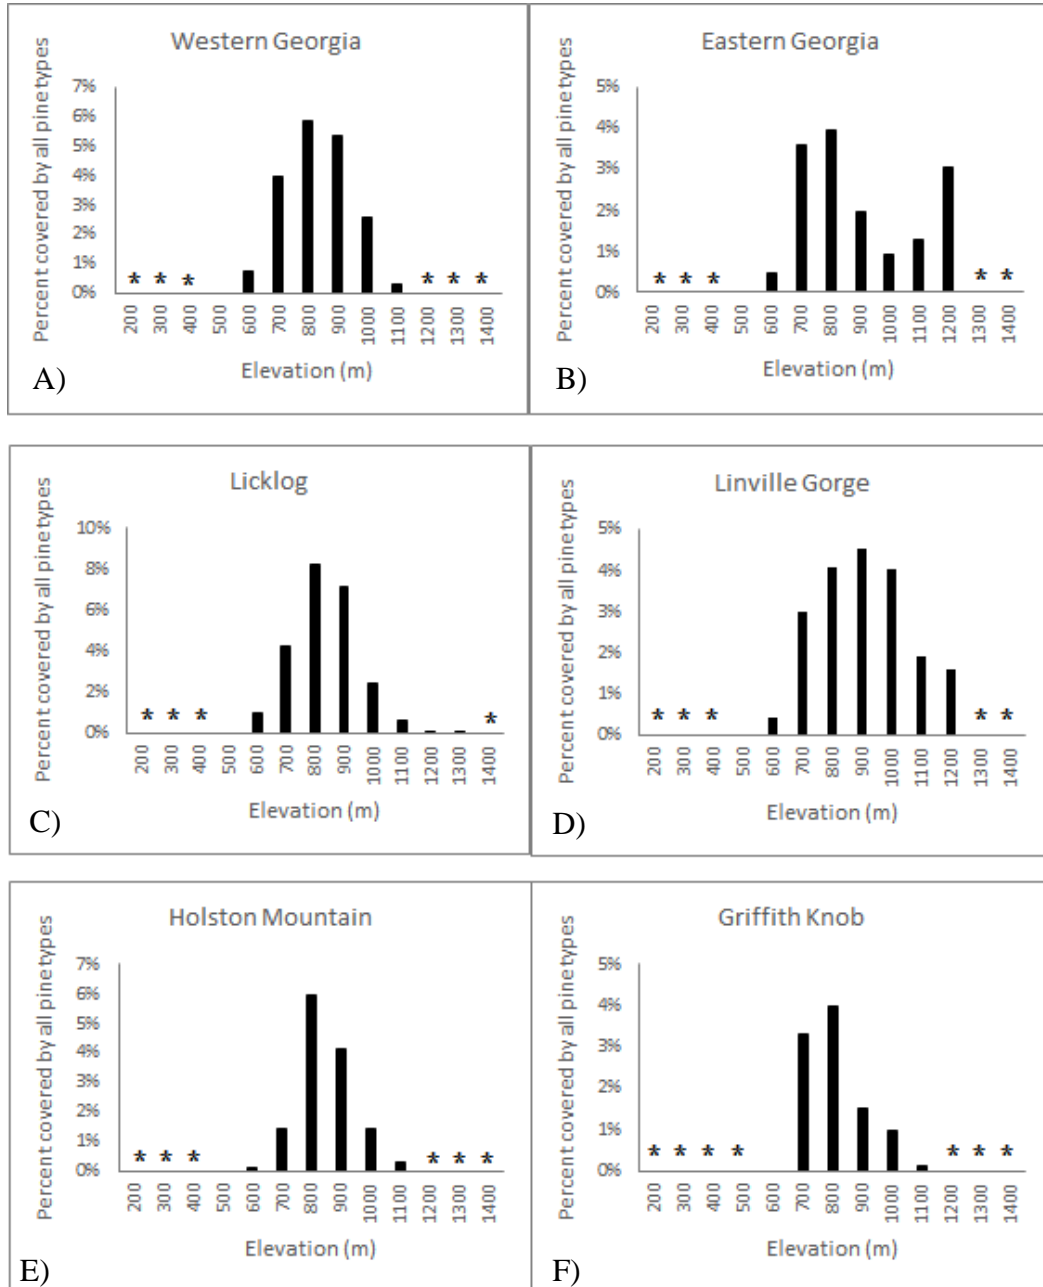 Western Georgia
Percent covered by all pine types
7%
6%
5%
4%
3%
2%
1%
0%
* * * * * *
200 300 400 500 600 700 800 900 1000 1100 1200 1300 1400
Elevation (m)
A)
Eastern Georgia
Percent covered by all pine types
5%
4%
3%
2%
1%
0%
* * * * *
200 300 400 500 600 700 800 900 1000 1100 1200 1300 1400
Elevation (m)
B)
Licklog
Percent covered by all pine types
10%
8%
6%
4%
2%
0%
* * * *
200 300 400 500 600 700 800 900 1000 1100 1200 1300 1400
Elevation (m)
C)
Linville Gorge
Percent covered by all pine types
5%
4%
3%
2%
1%
0%
* * * * *
200 300 400 500 600 700 800 900 1000 1100 1200 1300 1400
Elevation (m)
D)
Holston Mountain
Percent covered by all pine types
7%
6%
5%
4%
3%
2%
1%
0%
* * * * * *
200 300 400 500 600 700 800 900 1000 1100 1200 1300 1400
Elevation (m)
E)
Griffith Knob
Percent covered by all pine types
5%
4%
3%
2%
1%
0%
* * * * * * *
200 300 400 500 600 700 800 900 1000 1100 1200 1300 1400
Elevation (m)
F)